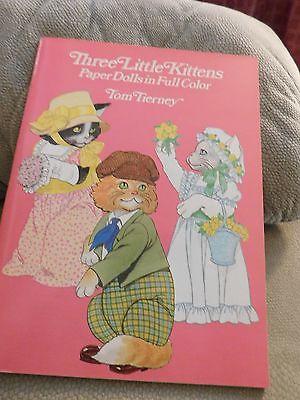 Three Little Kittens
Paper Dolls in Full Color
Tom Tierney